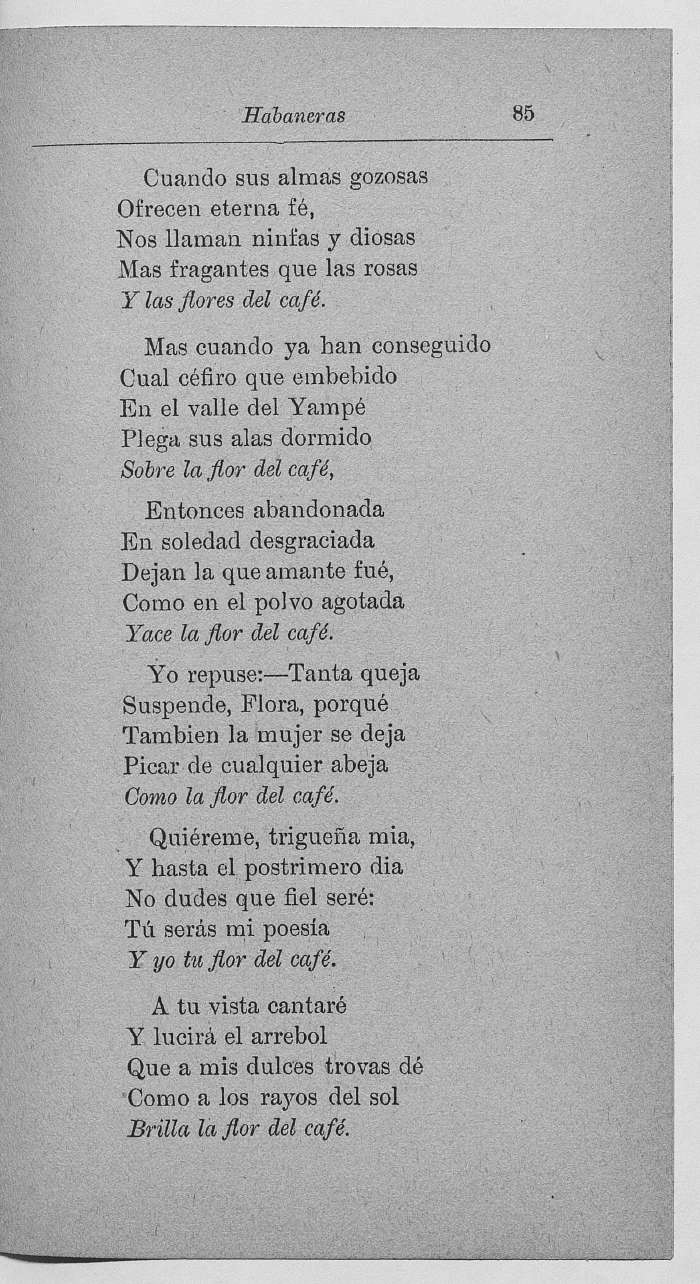 Habaneras 85
Cuando sus almas gozosas
Ofrecen eterna fé,
Nos llaman ninfas y diosas
Mas fragantes que las rosas
Y las flores del café.
Mas cuando ya han conseguido
Cual céfiro que embebido
En el valle del Yampé
Plega sus alas dormido
Sobre la flor del café,
Entonces abandonada
En soledad desgraciada
Dejan la que amante fué,
Como en el polvo agotada
Yace la flor del café.
Yo repuse:—Tanta queja
Suspende, Flora, porqué
Tambien la mujer se deja
Picar de cualquier abeja
Como la flor del café.
Quiéreme, trigueña mia,
Y hasta el postrimero dia
No dudes que fiel seré:
Tú serás mi poesía
Y yo tu flor del café.
A tu vista cantaré
Y lucirá el arrebol
Que a mis dulces trovas dé
Como a los rayos del sol
Brilla la flor del café.